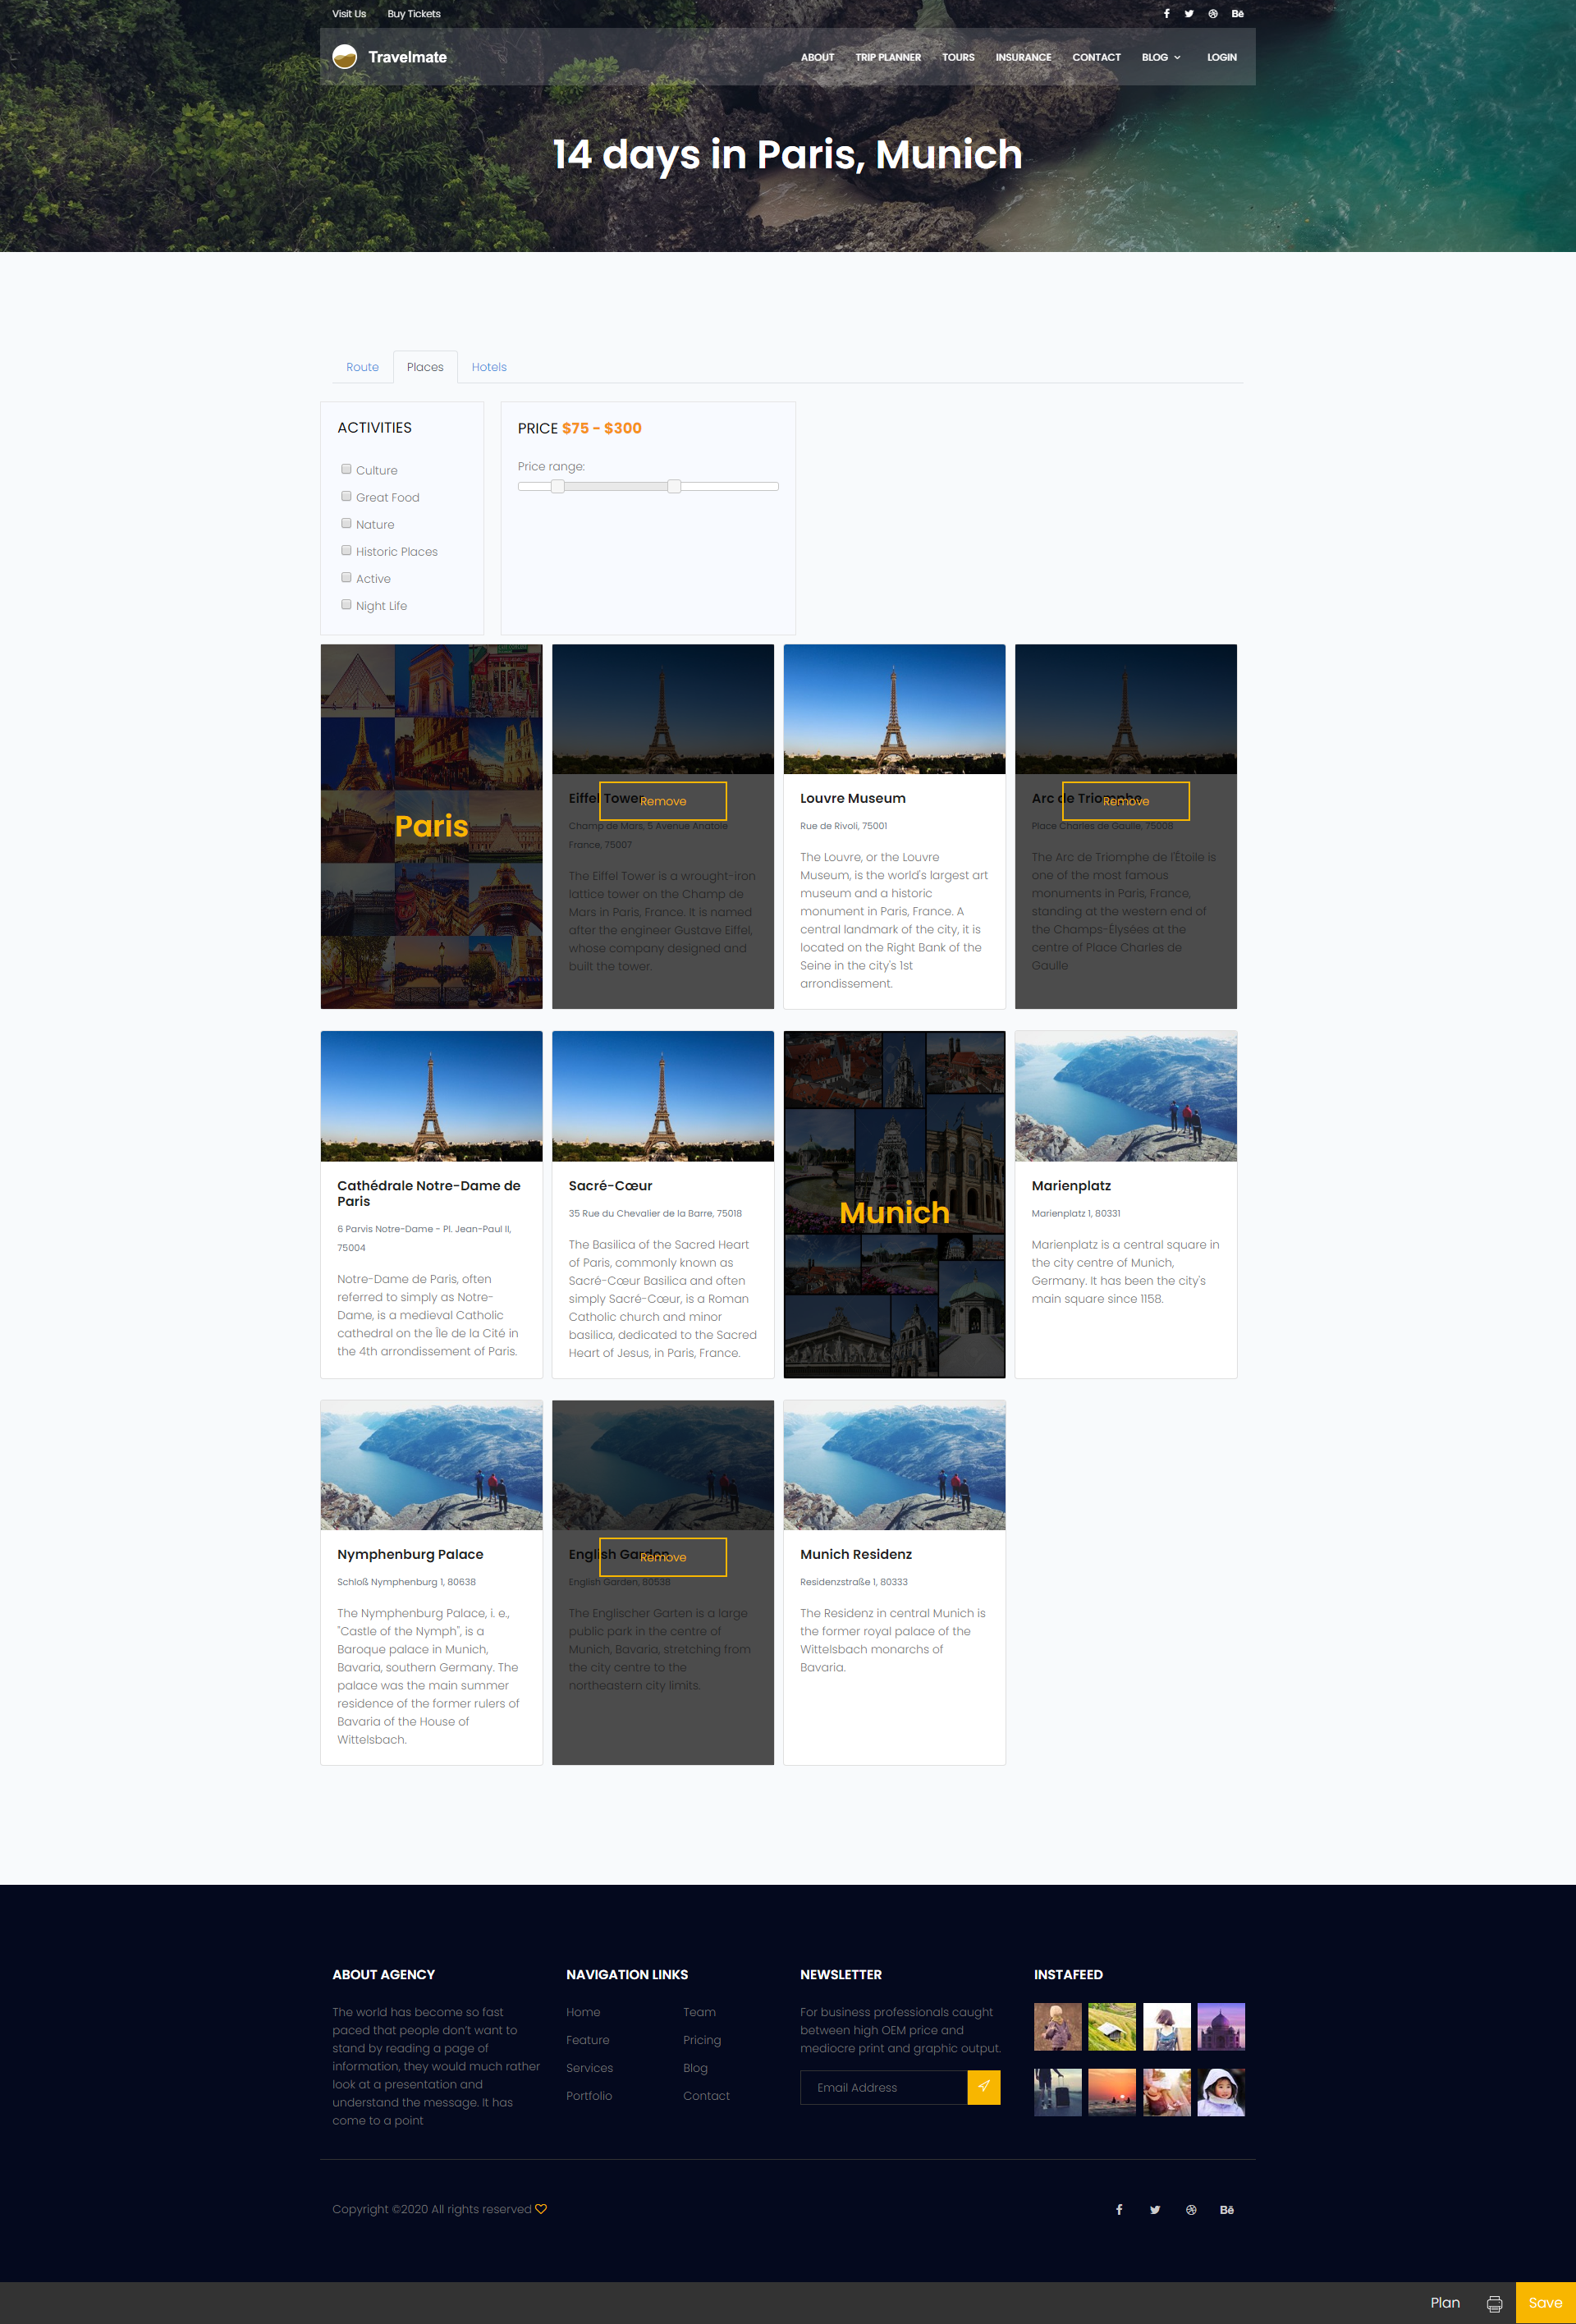 Visit Us Buy Tickets
Travelmate
ABOUT TRIP PLANNER TOURS INSURANCE CONTACT BLOG LOGIN
14 days in Paris, Munich
Route Places Hotels
ACTIVITIES
Culture
Great Food
Nature
Historic Places
Active
Night Life
PRICE $75 - $300
Price range:
Paris
Eiffel Tower
Remove
Champ de Mars, 5 Avenue Anatole
France, 75007
The Eiffel Tower is a wrought-iron
lattice tower on the Champ de
Mars in Paris, France. It is named
after the engineer Gustave Eiffel,
whose company designed and
built the tower.
Louvre Museum
Rue de Rivoli, 75001
The Louvre, or the Louvre
Museum, is the world's largest art
museum and a historic
monument in Paris, France. A
central landmark of the city, it is
located on the Right Bank of the
Seine in the city's 1st
arrondissement.
Arc de Triomphe
Remove
Place Charles de Gaulle, 75008
The Arc de Triomphe de l'Étoile is
one of the most famous
monuments in Paris, France,
standing at the western end of
the Champs-Élysées at the
centre of Place Charles de
Gaulle
Cathédrale Notre-Dame de
Paris
6 Parvis Notre-Dame - Pl. Jean-Paul II,
75004
Notre-Dame de Paris, often
referred to simply as Notre-
Dame, is a medieval Catholic
cathedral on the Île de la Cité in
the 4th arrondissement of Paris.
Sacré-Cœur
35 Rue du Chevalier de la Barre, 75018
The Basilica of the Sacred Heart
of Paris, commonly known as
Sacré-Cœur Basilica and often
simply Sacré-Cœur, is a Roman
Catholic church and minor
basilica, dedicated to the Sacred
Heart of Jesus, in Paris, France.
Munich
Marienplatz
Marienplatz 1, 80331
Marienplatz is a central square in
the city centre of Munich,
Germany. It has been the city's
main square since 1158.
Nymphenburg Palace
Schloß Nymphenburg 1, 80638
The Nymphenburg Palace, i. e.,
"Castle of the Nymph", is a
Baroque palace in Munich,
Bavaria, southern Germany. The
palace was the main summer
residence of the former rulers of
Bavaria of the House of
Wittelsbach.
English Garden
Remove
English Garden, 80538
The Englischer Garten is a large
public park in the centre of
Munich, Bavaria, stretching from
the city centre to the
northeastern city limits.
Munich Residenz
Residenzstraße 1, 80333
The Residenz in central Munich is
the former royal palace of the
Wittelsbach monarchs of
Bavaria.
ABOUT AGENCY
The world has become so fast
paced that people don't want to
stand by reading a page of
information, they would much rather
look at a presentation and
understand the message. It has
come to a point
NAVIGATION LINKS
Home Team
Feature Pricing
Services Blog
Portfolio Contact
NEWSLETTER
For business professionals caught
between high OEM price and
mediocre print and graphic output.
Email Address
INSTAFEED
Copyright ©2020 All rights reserved
Plan Save